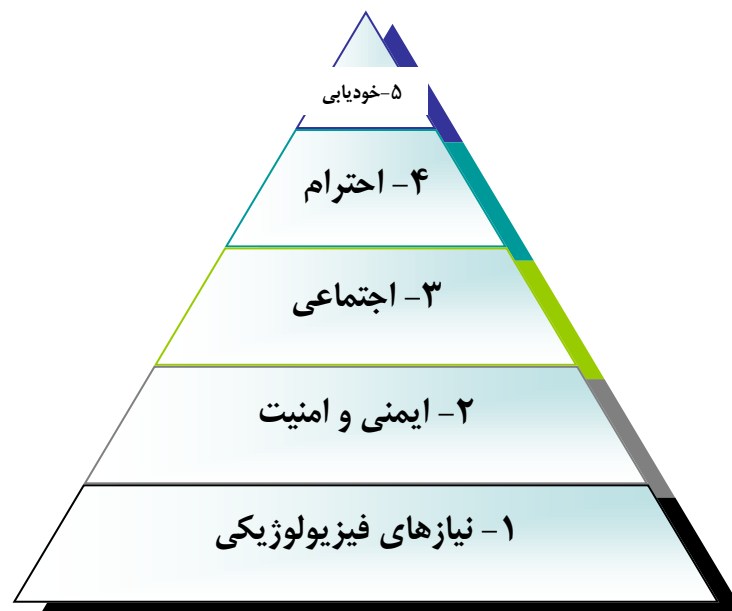 ۵-خودیابی
۴- احترام
۳- اجتماعی
۲- ایمنی و امنیت
۱- نیازهای فیزیولوژیکی